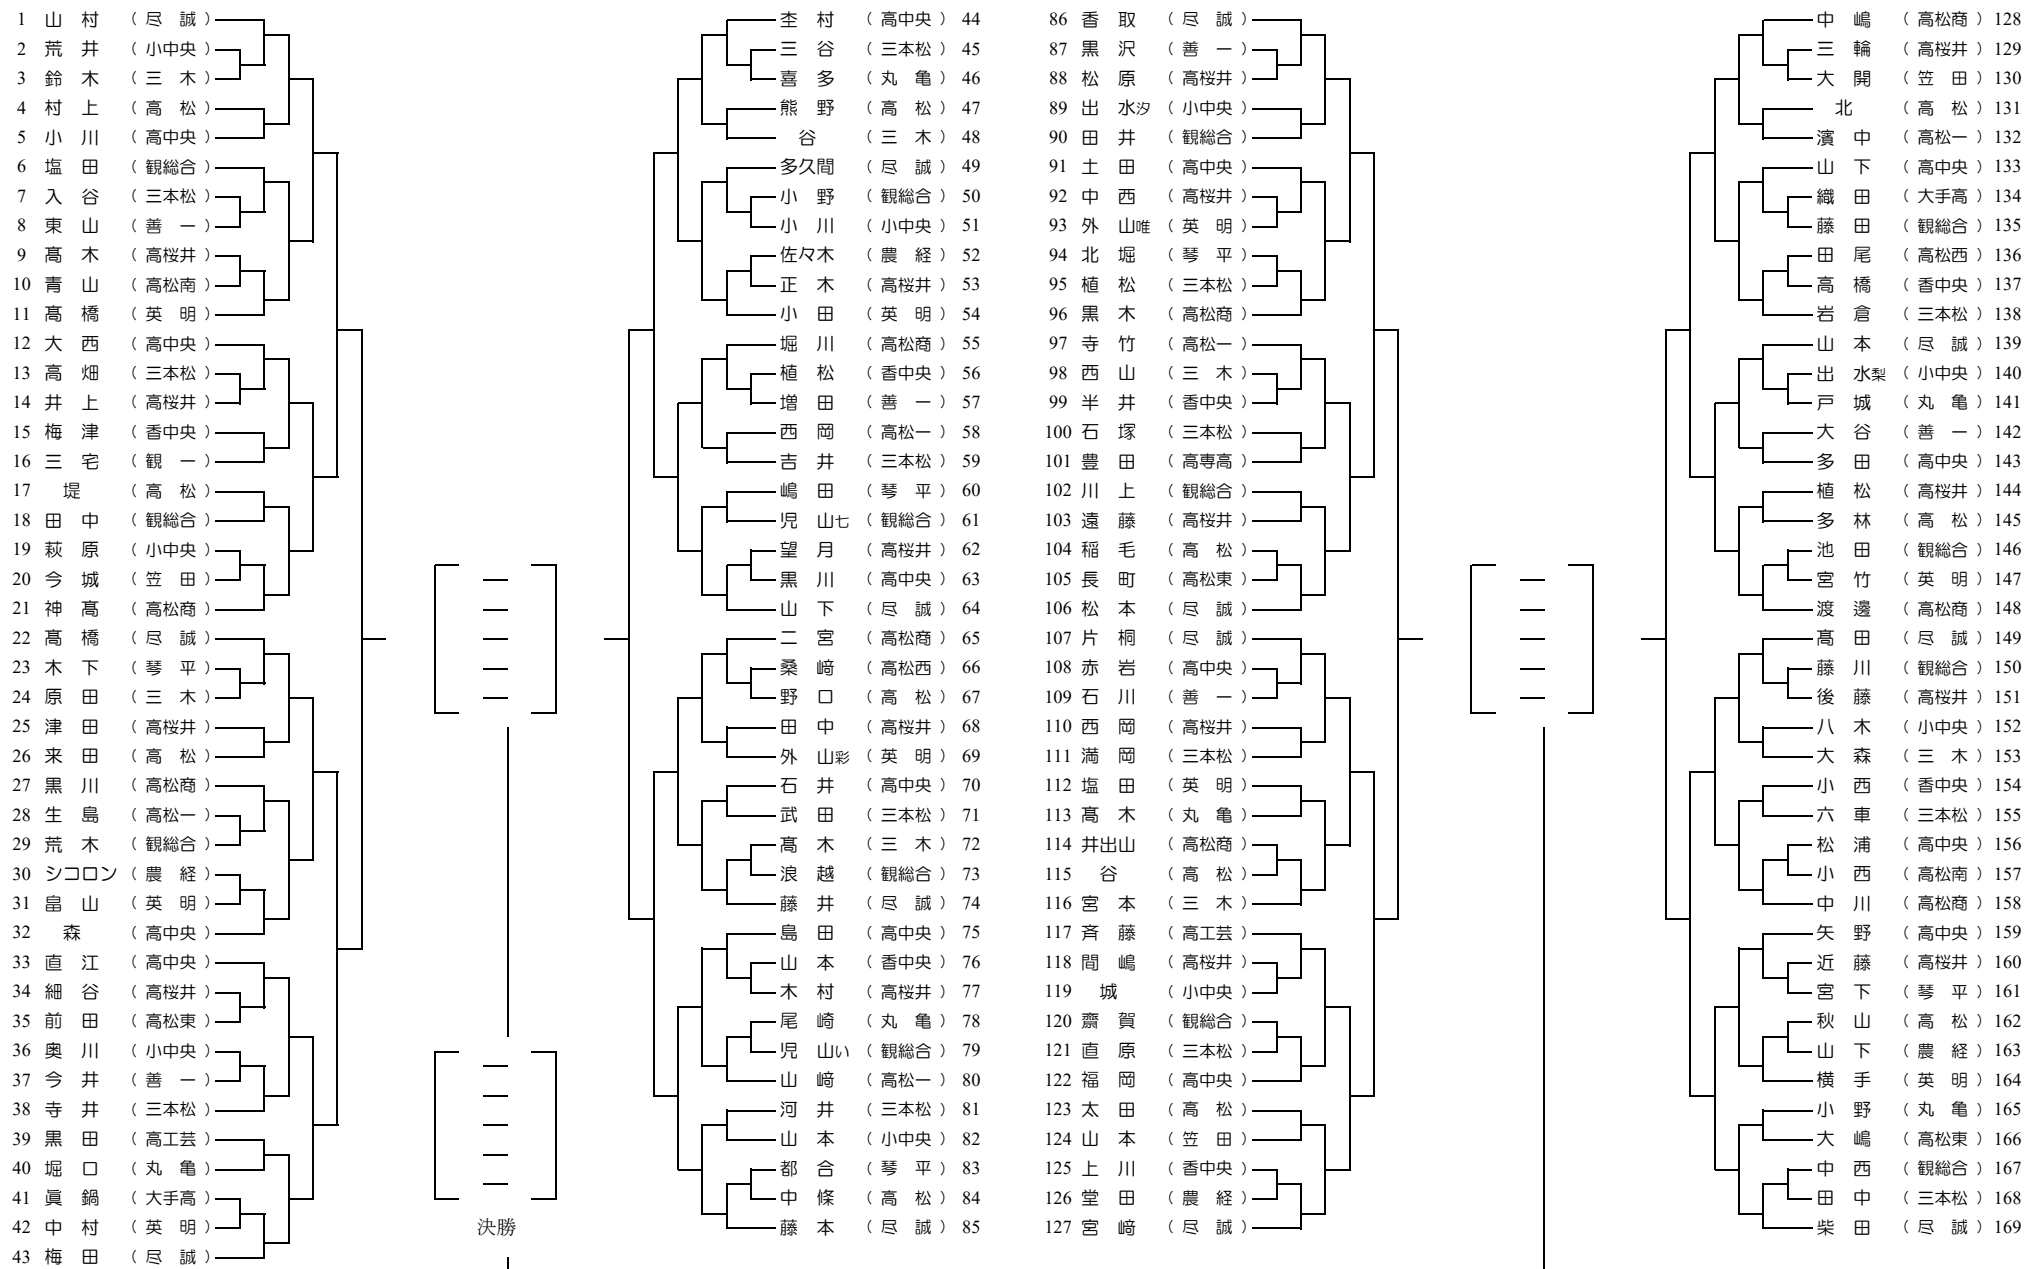 1 山 村 （ 尽 誠 ）
2 荒 井 （ 小中央 ）
3 鈴 木 （ 三 木 ）
4 村 上 （ 高 松 ）
5 小 川 （ 高中央 ）
6 塩 田 （ 観総合 ）
7 入 谷 （ 三本松 ）
8 東 山 （ 善 一 ）
9 髙 木 （ 高桜井 ）
10 青 山 （ 高松南 ）
11 髙 橋 （ 英 明 ）
12 大 西 （ 高中央 ）
13 高 畑 （ 三本松 ）
14 井 上 （ 高桜井 ）
15 梅 津 （ 香中央 ）
16 三 宅 （ 観 一 ）
17 堤 （ 高 松 ）
18 田 中 （ 観総合 ）
19 萩 原 （ 小中央 ）
20 今 城 （ 笠 田 ）
21 神 髙 （ 高松商 ）
22 髙 橋 （ 尽 誠 ）
23 木 下 （ 琴 平 ）
24 原 田 （ 三 木 ）
25 津 田 （ 高桜井 ）
26 来 田 （ 高 松 ）
27 黒 川 （ 高松商 ）
28 生 島 （ 高松一 ）
29 荒 木 （ 観総合 ）
30 シコロン （ 農 経 ）
31 畠 山 （ 英 明 ）
32 森 （ 高中央 ）
33 直 江 （ 高中央 ）
34 細 谷 （ 高桜井 ）
35 前 田 （ 高松東 ）
36 奥 川 （ 小中央 ）
37 今 井 （ 善 一 ）
38 寺 井 （ 三本松 ）
39 黒 田 （ 高工芸 ）
40 堀 口 （ 丸 亀 ）
41 眞 鍋 （ 大手高 ）
42 中 村 （ 英 明 ）
43 梅 田 （ 尽 誠 ）
— — — — —
— — — — —
決勝
杢 村 （ 高中央 ） 44
三 谷 （ 三本松 ） 45
喜 多 （ 丸 亀 ） 46
熊 野 （ 高 松 ） 47
谷 （ 三 木 ） 48
多久間 （ 尽 誠 ） 49
小 野 （ 観総合 ） 50
小 川 （ 小中央 ） 51
佐々木 （ 農 経 ） 52
正 木 （ 高桜井 ） 53
小 田 （ 英 明 ） 54
堀 川 （ 高松商 ） 55
植 松 （ 香中央 ） 56
増 田 （ 善 一 ） 57
西 岡 （ 高松一 ） 58
吉 井 （ 三本松 ） 59
嶋 田 （ 琴 平 ） 60
児 山七 （ 観総合 ） 61
望 月 （ 高桜井 ） 62
黒 川 （ 高中央 ） 63
山 下 （ 尽 誠 ） 64
二 宮 （ 高松商 ） 65
桑 﨑 （ 高松西 ） 66
野 口 （ 高 松 ） 67
田 中 （ 高桜井 ） 68
外 山彩 （ 英 明 ） 69
石 井 （ 高中央 ） 70
武 田 （ 三本松 ） 71
髙 木 （ 三 木 ） 72
浪 越 （ 観総合 ） 73
藤 井 （ 尽 誠 ） 74
島 田 （ 高中央 ） 75
山 本 （ 香中央 ） 76
木 村 （ 高桜井 ） 77
尾 崎 （ 丸 亀 ） 78
児 山い （ 観総合 ） 79
山 﨑 （ 高松一 ） 80
河 井 （ 三本松 ） 81
山 本 （ 小中央 ） 82
都 合 （ 琴 平 ） 83
中 條 （ 高 松 ） 84
藤 本 （ 尽 誠 ） 85
86 香 取 （ 尽 誠 ）
87 黒 沢 （ 善 一 ）
88 松 原 （ 高桜井 ）
89 出 水汐 （ 小中央 ）
90 田 井 （ 観総合 ）
91 土 田 （ 高中央 ）
92 中 西 （ 高桜井 ）
93 外 山唯 （ 英 明 ）
94 北 堀 （ 琴 平 ）
95 植 松 （ 三本松 ）
96 黒 木 （ 高松商 ）
97 寺 竹 （ 高松一 ）
98 西 山 （ 三 木 ）
99 半 井 （ 香中央 ）
100 石 塚 （ 三本松 ）
101 豊 田 （ 高専高 ）
102 川 上 （ 観総合 ）
103 遠 藤 （ 高桜井 ）
104 稲 毛 （ 高 松 ）
105 長 町 （ 高松東 ）
106 松 本 （ 尽 誠 ）
107 片 桐 （ 尽 誠 ）
108 赤 岩 （ 高中央 ）
109 石 川 （ 善 一 ）
110 西 岡 （ 高桜井 ）
111 満 岡 （ 三本松 ）
112 塩 田 （ 英 明 ）
113 髙 木 （ 丸 亀 ）
114 井出山 （ 高松商 ）
115 谷 （ 高 松 ）
116 宮 本 （ 三 木 ）
117 斉 藤 （ 高工芸 ）
118 間 嶋 （ 高桜井 ）
119 城 （ 小中央 ）
120 齋 賀 （ 観総合 ）
121 直 原 （ 三本松 ）
122 福 岡 （ 高中央 ）
123 太 田 （ 高 松 ）
124 山 本 （ 笠 田 ）
125 上 川 （ 香中央 ）
126 堂 田 （ 農 経 ）
127 宮 﨑 （ 尽 誠 ）
— — — — —
中 嶋 （ 高松商 ） 128
三 輪 （ 高桜井 ） 129
大 開 （ 笠 田 ） 130
北 （ 高 松 ） 131
濱 中 （ 高松一 ） 132
山 下 （ 高中央 ） 133
織 田 （ 大手高 ） 134
藤 田 （ 観総合 ） 135
田 尾 （ 高松西 ） 136
高 橋 （ 香中央 ） 137
岩 倉 （ 三本松 ） 138
山 本 （ 尽 誠 ） 139
出 水梨 （ 小中央 ） 140
戸 城 （ 丸 亀 ） 141
大 谷 （ 善 一 ） 142
多 田 （ 高中央 ） 143
植 松 （ 高桜井 ） 144
多 林 （ 高 松 ） 145
池 田 （ 観総合 ） 146
宮 竹 （ 英 明 ） 147
渡 邊 （ 高松商 ） 148
髙 田 （ 尽 誠 ） 149
藤 川 （ 観総合 ） 150
後 藤 （ 高桜井 ） 151
八 木 （ 小中央 ） 152
大 森 （ 三 木 ） 153
小 西 （ 香中央 ） 154
六 車 （ 三本松 ） 155
松 浦 （ 高中央 ） 156
小 西 （ 高松南 ） 157
中 川 （ 高松商 ） 158
矢 野 （ 高中央 ） 159
近 藤 （ 高桜井 ） 160
宮 下 （ 琴 平 ） 161
秋 山 （ 高 松 ） 162
山 下 （ 農 経 ） 163
横 手 （ 英 明 ） 164
小 野 （ 丸 亀 ） 165
大 嶋 （ 高松東 ） 166
中 西 （ 観総合 ） 167
田 中 （ 三本松 ） 168
柴 田 （ 尽 誠 ） 169